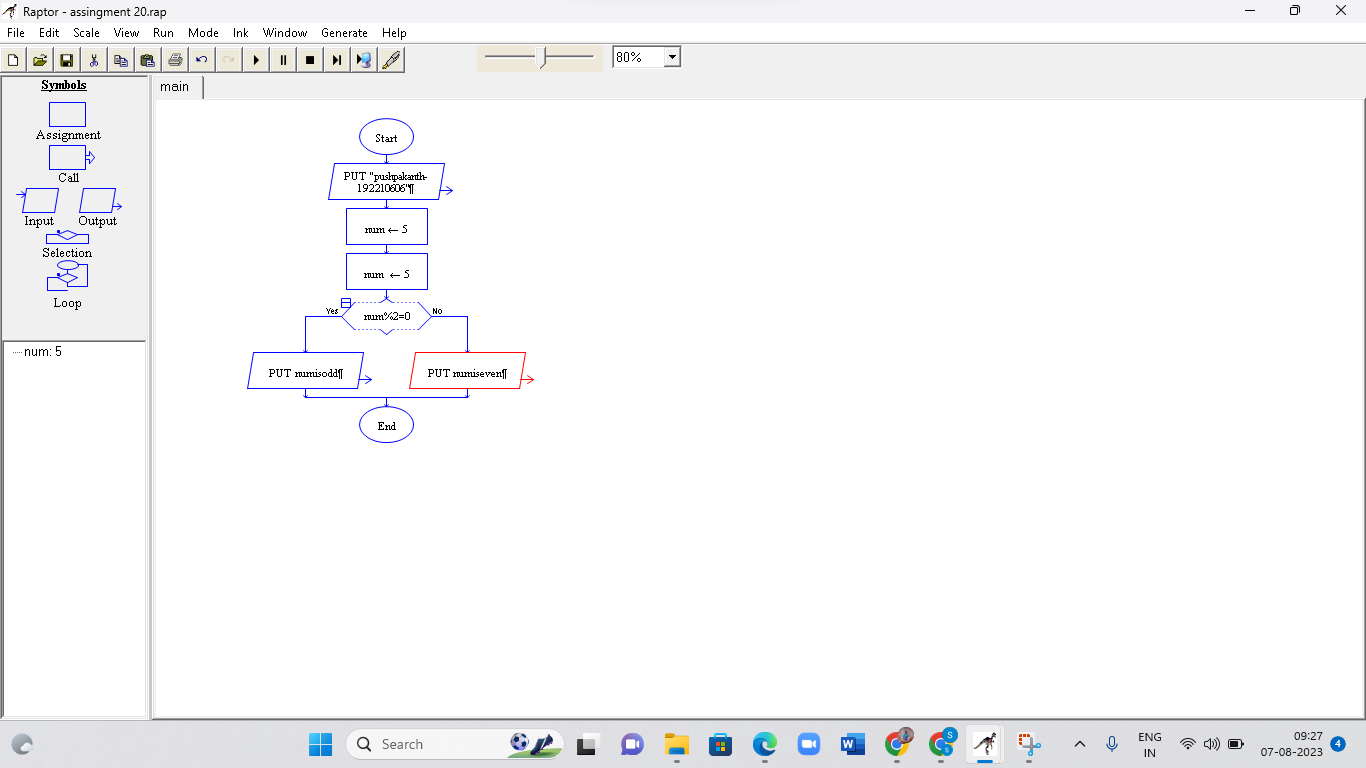 Raptor - assingment 20.rap
File Edit Scale View Run Mode Ink Window Generate Help
80%
Symbols
Assignment
Call
Input Output
Selection
Loop
num: 5
main
Start
PUT "pushpakanth-
192210606"¶
num ← 5
num ← 5
Yes num%2=0 No
PUT numisodd¶ PUT numiseven¶
End
Search
ENG
IN
09:27
07-08-2023
4